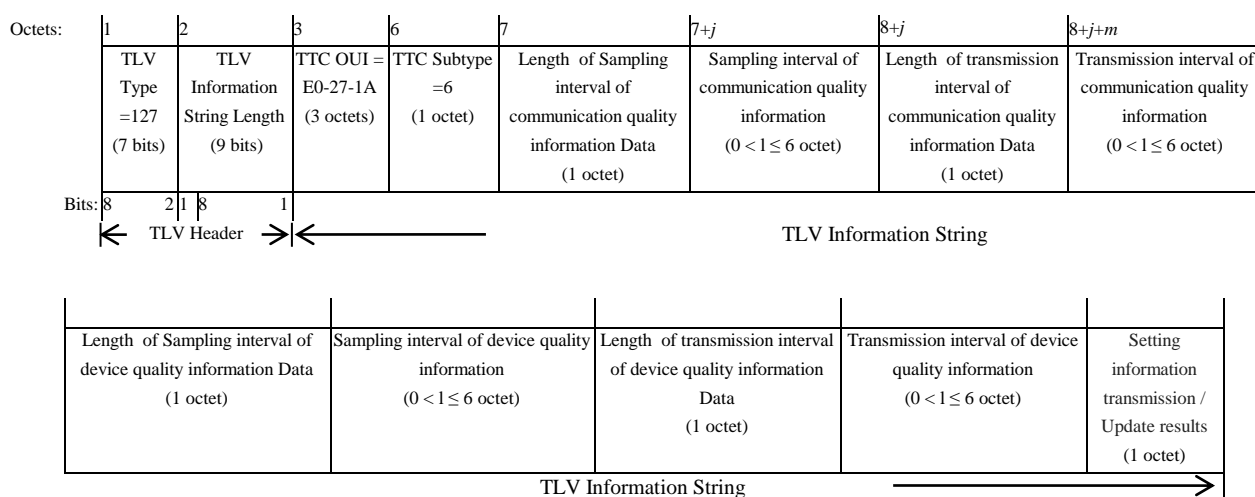 Octets: 1 2 3 6 7 7+j 8+j 8+j+m
TLV Type =127 (7 bits)
TLV Information String Length (9 bits)
TTC OUI = E0-27-1A (3 octets)
TTC Subtype =6 (1 octet)
Length of Sampling interval of communication quality information Data (1 octet)
Sampling interval of communication quality information (0 < 1 ≤ 6 octet)
Length of transmission interval of communication quality information Data (1 octet)
Transmission interval of communication quality information (0 < 1 ≤ 6 octet)
Bits: 8 2 1 8 1
TLV Header
TLV Information String
Length of Sampling interval of device quality information Data (1 octet)
Sampling interval of device quality information (0 < 1 ≤ 6 octet)
Length of transmission interval of device quality information Data (1 octet)
Transmission interval of device quality information (0 < 1 ≤ 6 octet)
Setting information transmission / Update results (1 octet)
TLV Information String